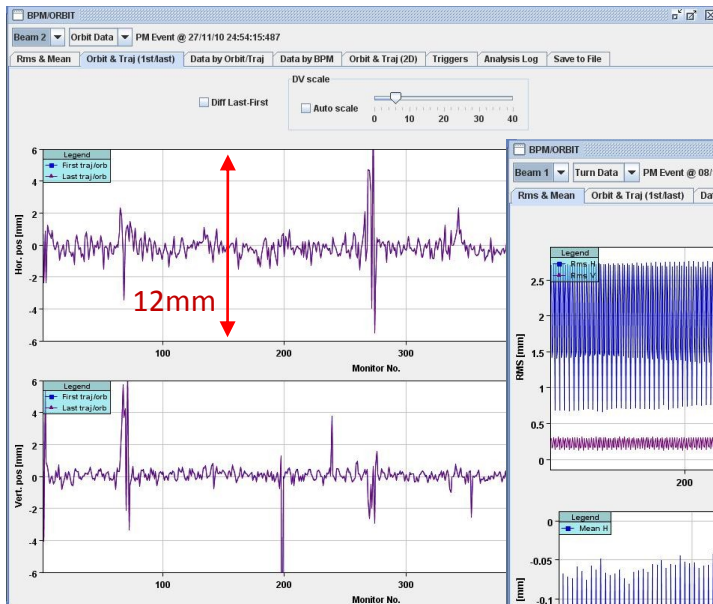 BPM/ORBIT
Beam 2 Orbit Data PM Event @ 27/11/10 24:54:15:487
Rms & Mean Orbit & Traj (1st/last) Data by Orbit/Traj Data by BPM Orbit & Traj (2D) Triggers Analysis Log Save to File
DV scale
Diff Last-First
Auto scale
0 10 20 30 40
Legend
First traj/orb
Last traj/orb
Hor. pos [mm]
6
4
2
0
-2
-4
-6
12mm
100 200 300
Monitor No.
Legend
First traj/orb
Last traj/orb
Vert. pos [mm]
6
4
2
0
-2
-4
-6
100 200 300
Monitor No.
BPM/ORBIT
Beam 1 Turn Data PM Event @ 08/
Rms & Mean Orbit & Traj (1st/last) Dat
Legend
Rms H
Rms V
RMS [mm]
2.5
2
1.5
1
0.5
0
200
Legend
Mean H
[mm]
0
-0.05
-0.1